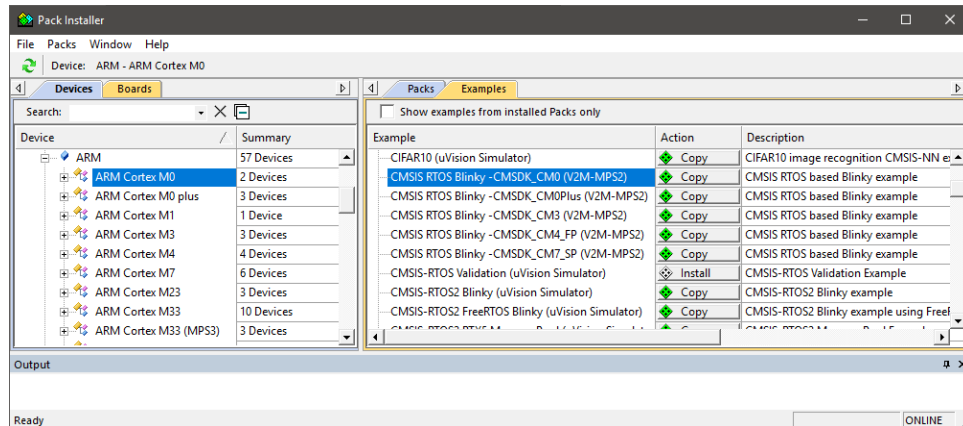 Pack Installer
File Packs Window Help
Device: ARM - ARM Cortex M0
Devices Boards
Search:
Device Summary
ARM 57 Devices
ARM Cortex M0 2 Devices
ARM Cortex M0 plus 3 Devices
ARM Cortex M1 1 Device
ARM Cortex M3 3 Devices
ARM Cortex M4 4 Devices
ARM Cortex M7 6 Devices
ARM Cortex M23 3 Devices
ARM Cortex M33 10 Devices
ARM Cortex M33 (MPS3) 3 Devices
Packs Examples
Show examples from installed Packs only
Example Action Description
CIFAR10 (uVision Simulator) Copy CIFAR10 image recognition CMSIS-NN
CMSIS RTOS Blinky -CMSDK_CM0 (V2M-MPS2) Copy CMSIS RTOS based Blinky example
CMSIS RTOS Blinky -CMSDK_CM0Plus (V2M-MPS2) Copy CMSIS RTOS based Blinky example
CMSIS RTOS Blinky -CMSDK_CM3 (V2M-MPS2) Copy CMSIS RTOS based Blinky example
CMSIS RTOS Blinky -CMSDK_CM4_FP (V2M-MPS2) Copy CMSIS RTOS based Blinky example
CMSIS RTOS Blinky -CMSDK_CM7_SP (V2M-MPS2) Copy CMSIS RTOS based Blinky example
CMSIS-RTOS Validation (uVision Simulator) Install CMSIS-RTOS Validation Example
CMSIS-RTOS2 Blinky (uVision Simulator) Copy CMSIS-RTOS2 Blinky example
CMSIS-RTOS2 FreeRTOS Blinky (uVision Simulator) Copy CMSIS-RTOS2 Blinky example using
Output
Ready ONLINE